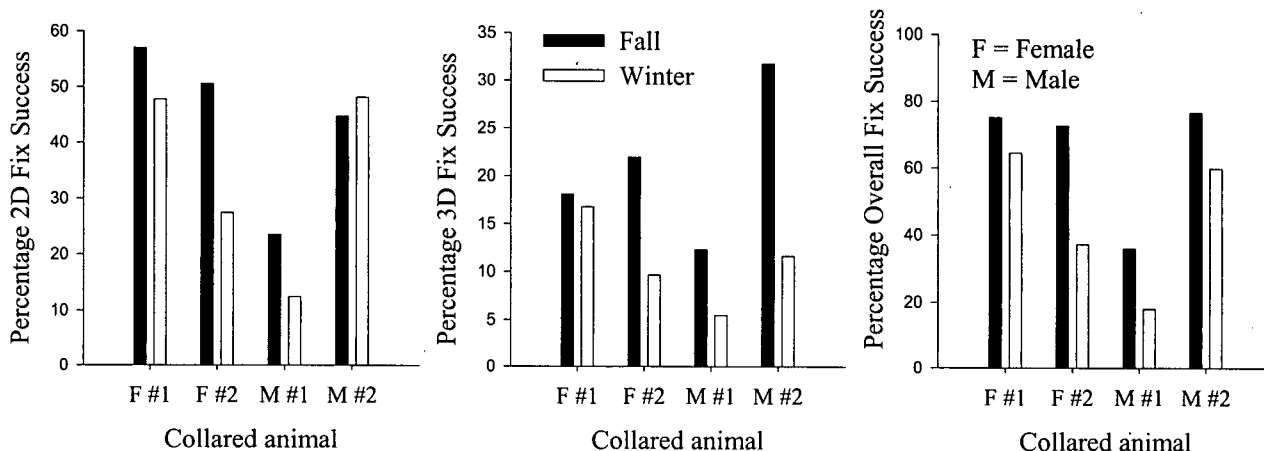 Percentage 2D Fix Success
60
50
40
30
20
10
0
F #1 F #2 M #1 M #2
Collared animal
Percentage 3D Fix Success
35
30
25
20
15
10
5
0
Fall
Winter
F #1 F #2 M #1 M #2
Collared animal
Percentage Overall Fix Success
100
80
60
40
20
0
F = Female
M = Male
F #1 F #2 M #1 M #2
Collared animal